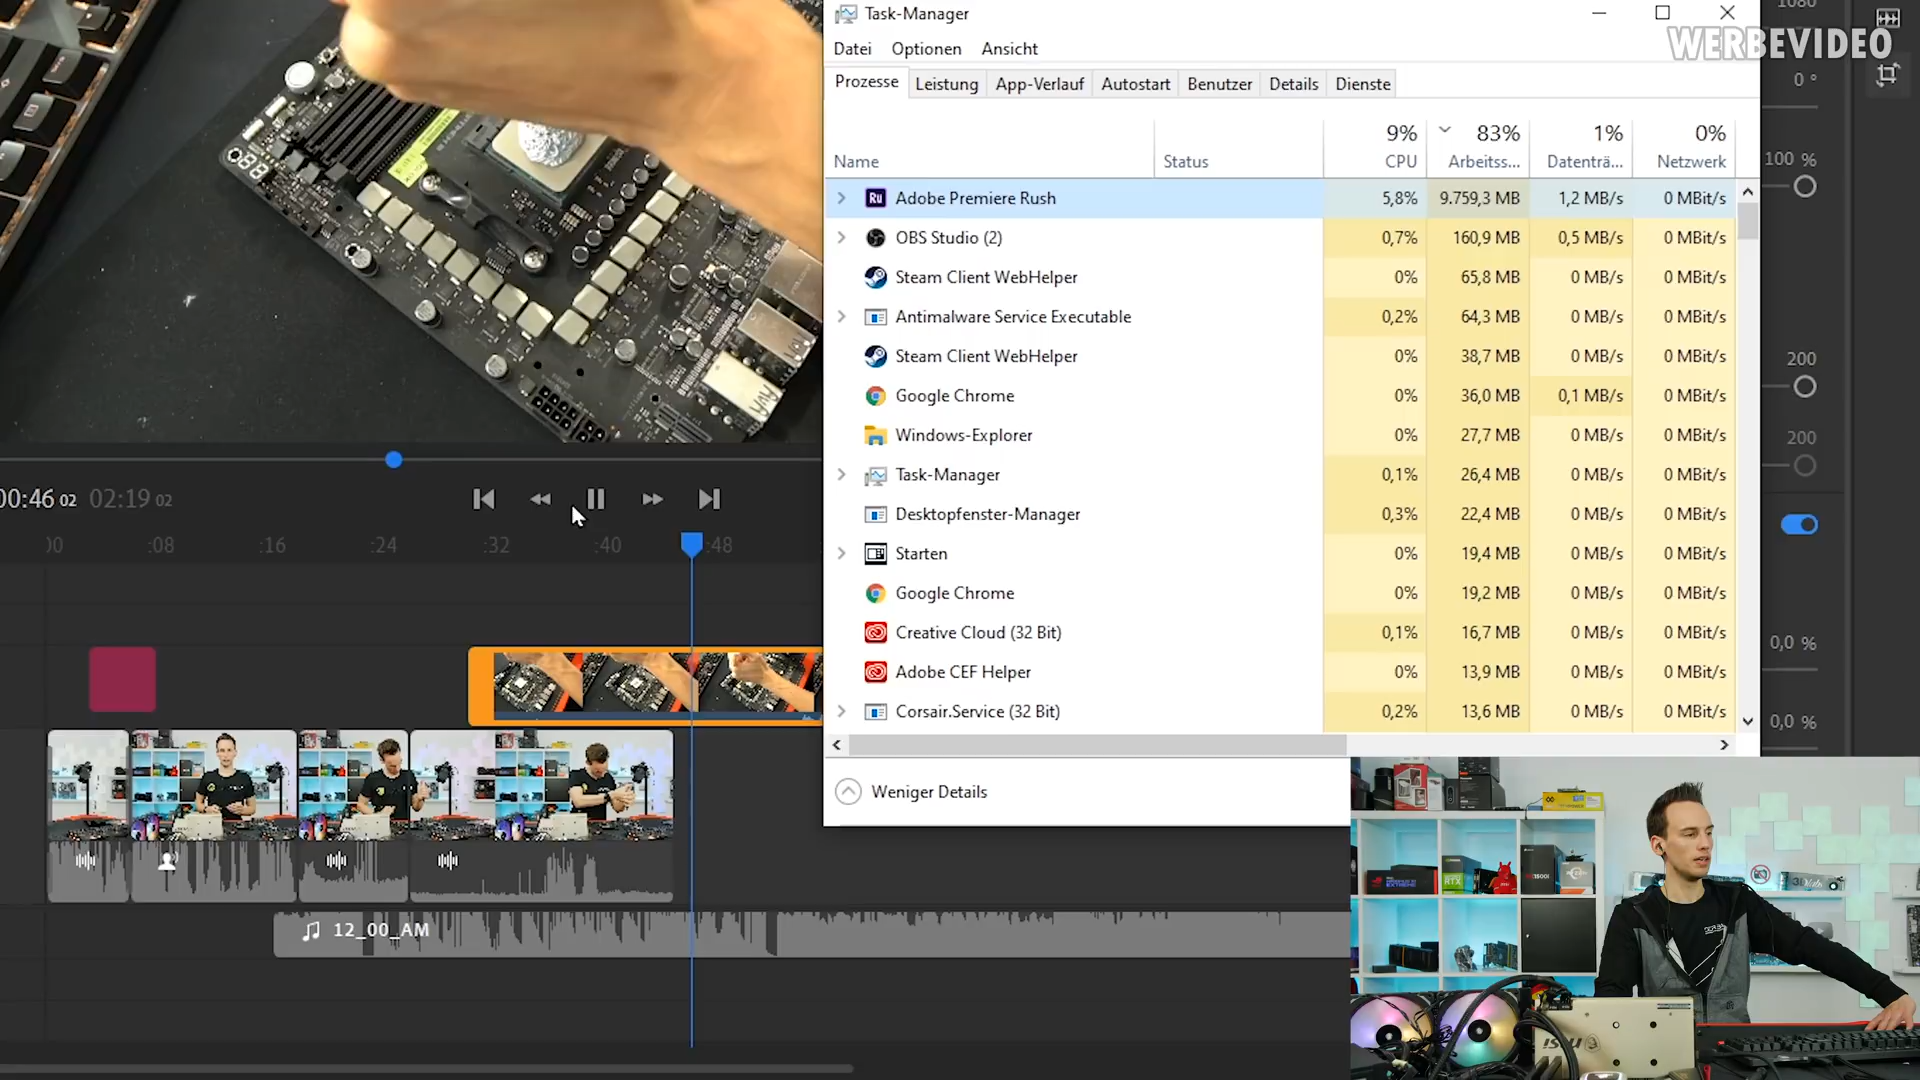 Task-Manager
WERBEVIDEO
Datei Optionen Ansicht
Prozesse Leistung App-Verlauf Autostart Benutzer Details Dienste
9% 83% 1% 0%
Name Status CPU Arbeitss... Datenträ... Netzwerk
Adobe Premiere Rush 5,8% 9.759,3 MB 1,2 MB/s 0 MBit/s
OBS Studio (2) 0,7% 160,9 MB 0,5 MB/s 0 MBit/s
Steam Client WebHelper 0% 65,8 MB 0 MB/s 0 MBit/s
Antimalware Service Executable 0,2% 64,3 MB 0 MB/s 0 MBit/s
Steam Client WebHelper 0% 38,7 MB 0 MB/s 0 MBit/s
Google Chrome 0% 36,0 MB 0,1 MB/s 0 MBit/s
Windows-Explorer 0% 27,7 MB 0 MB/s 0 MBit/s
Task-Manager 0,1% 26,4 MB 0 MB/s 0 MBit/s
Desktopfenster-Manager 0,3% 22,4 MB 0 MB/s 0 MBit/s
Starten 0% 19,4 MB 0 MB/s 0 MBit/s
Google Chrome 0% 19,2 MB 0 MB/s 0 MBit/s
Creative Cloud (32 Bit) 0,1% 16,7 MB 0 MB/s 0 MBit/s
Adobe CEF Helper 0% 13,9 MB 0 MB/s 0 MBit/s
Corsair.Service (32 Bit) 0,2% 13,6 MB 0 MB/s 0 MBit/s
Weniger Details
1080
0 °
100 %
200
200
0,0 %
0,0 %
00:46 02 02:19 02
00 :08 :16 :24 :32 :40 :48
12_00_AM
Ru
msi
RTX